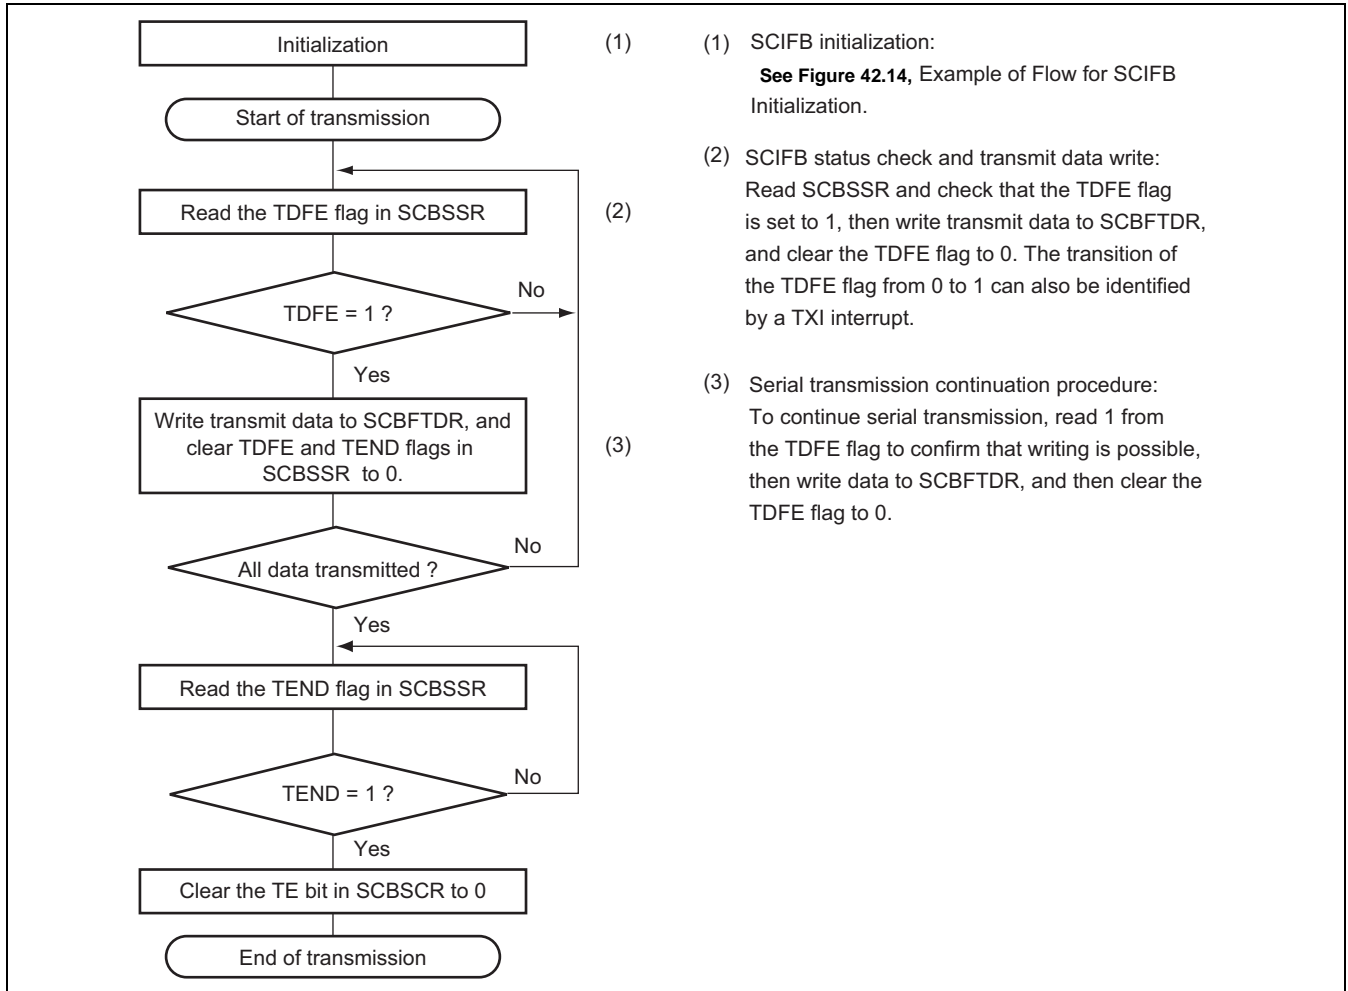 Initialization
(1)
Start of transmission
Read the TDFE flag in SCBSSR
(2)
TDFE = 1 ?
No
Yes
Write transmit data to SCBFTDR, and
clear TDFE and TEND flags in
SCBSSR to 0.
(3)
All data transmitted ?
No
Yes
Read the TEND flag in SCBSSR
TEND = 1 ?
No
Yes
Clear the TE bit in SCBSCR to 0
End of transmission
(1) SCIFB initialization:
See Figure 42.14, Example of Flow for SCIFB
Initialization.
(2) SCIFB status check and transmit data write:
Read SCBSSR and check that the TDFE flag
is set to 1, then write transmit data to SCBFTDR,
and clear the TDFE flag to 0. The transition of
the TDFE flag from 0 to 1 can also be identified
by a TXI interrupt.
(3) Serial transmission continuation procedure:
To continue serial transmission, read 1 from
the TDFE flag to confirm that writing is possible,
then write data to SCBFTDR, and then clear the
TDFE flag to 0.